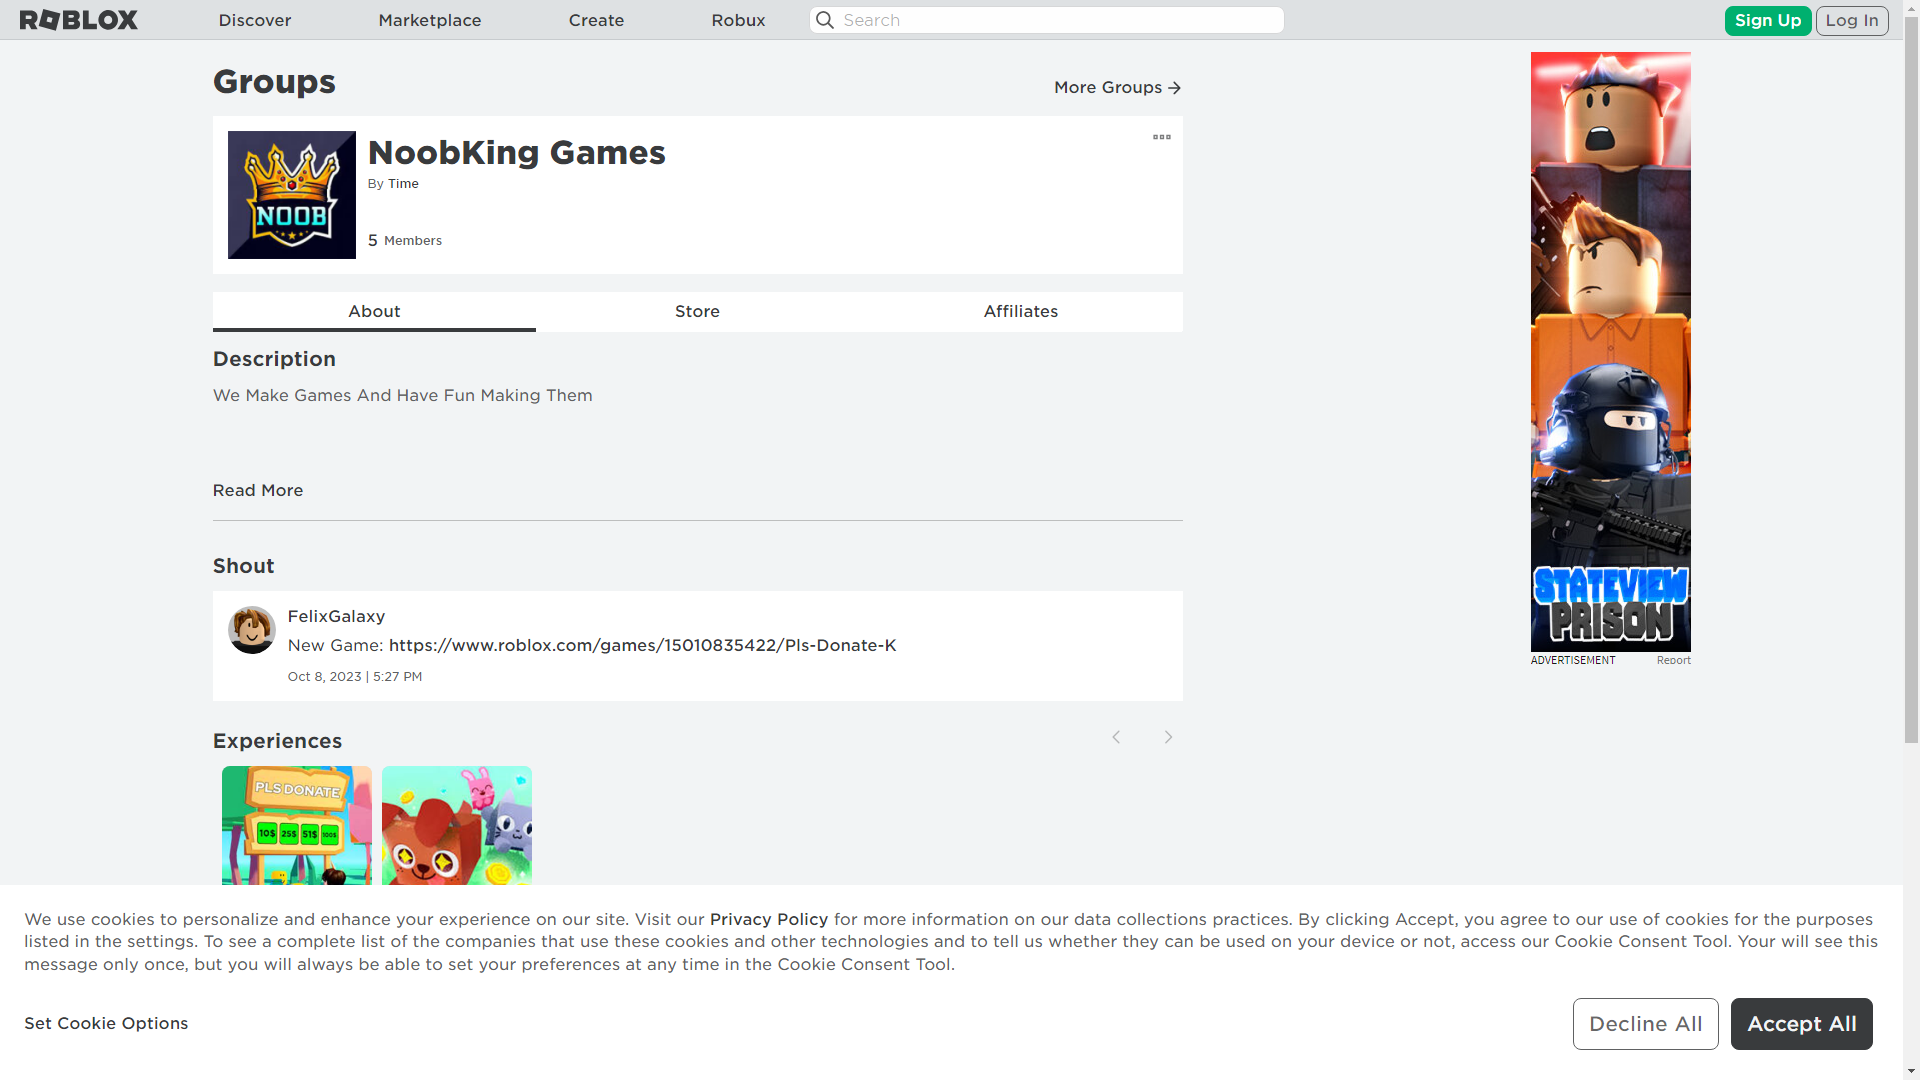 ROBLOX Discover Marketplace Create Robux Search Sign Up Log In
Groups
More Groups
NoobKing Games
By Time
5 Members
NOOB
About Store Affiliates
Description
We Make Games And Have Fun Making Them
Read More
Shout
FelixGalaxy
New Game: https://www.roblox.com/games/15010835422/Pls-Donate-K
Oct 8, 2023 | 5:27 PM
STATEVIEW
PRISON
ADVERTISEMENT Report
Experiences
PLS DONATE
10$ 25$ 51$ 100$
We use cookies to personalize and enhance your experience on our site. Visit our Privacy Policy for more information on our data collections practices. By clicking Accept, you agree to our use of cookies for the purposes
listed in the settings. To see a complete list of the companies that use these cookies and other technologies and to tell us whether they can be used on your device or not, access our Cookie Consent Tool. Your will see this
message only once, but you will always be able to set your preferences at any time in the Cookie Consent Tool.
Set Cookie Options
Decline All
Accept All